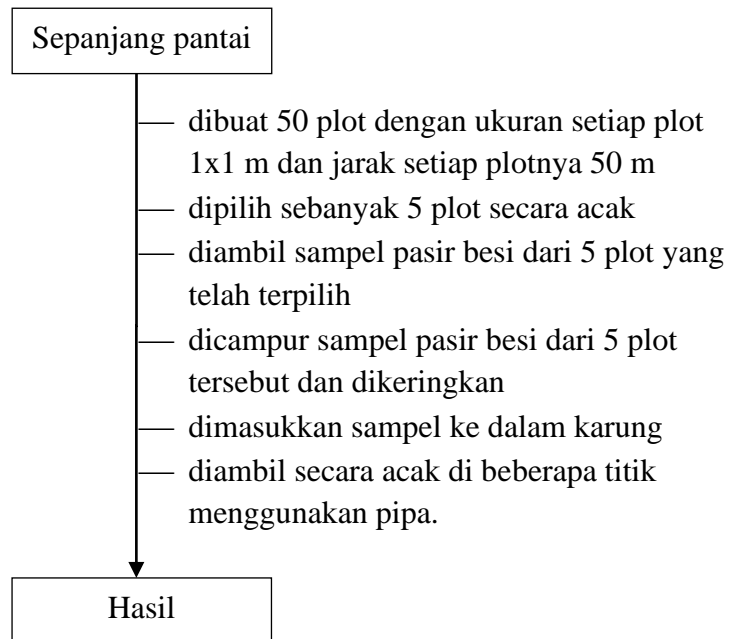 Sepanjang pantai
dibuat 50 plot dengan ukuran setiap plot
1x1 m dan jarak setiap plotnya 50 m
dipilih sebanyak 5 plot secara acak
diambil sampel pasir besi dari 5 plot yang
telah terpilih
dicampur sampel pasir besi dari 5 plot
tersebut dan dikeringkan
dimasukkan sampel ke dalam karung
diambil secara acak di beberapa titik
menggunakan pipa.
Hasil